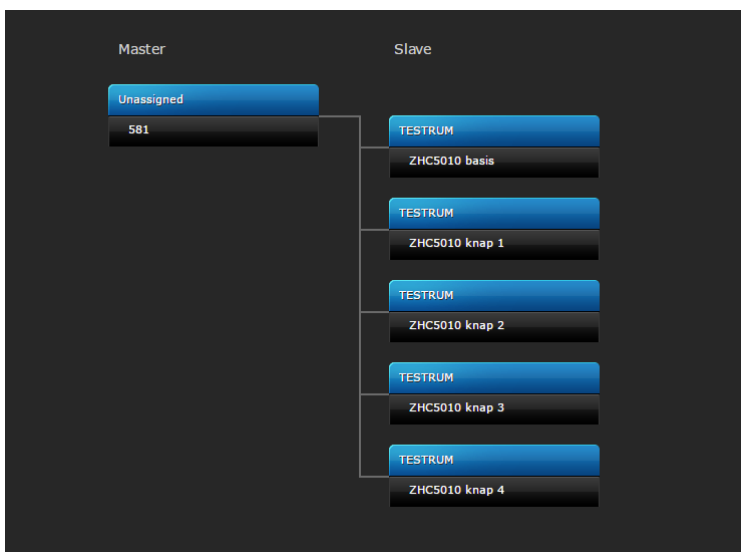 Master
Slave
Unassigned
581
TESTRUM
ZHC5010 basis
TESTRUM
ZHC5010 knap 1
TESTRUM
ZHC5010 knap 2
TESTRUM
ZHC5010 knap 3
TESTRUM
ZHC5010 knap 4